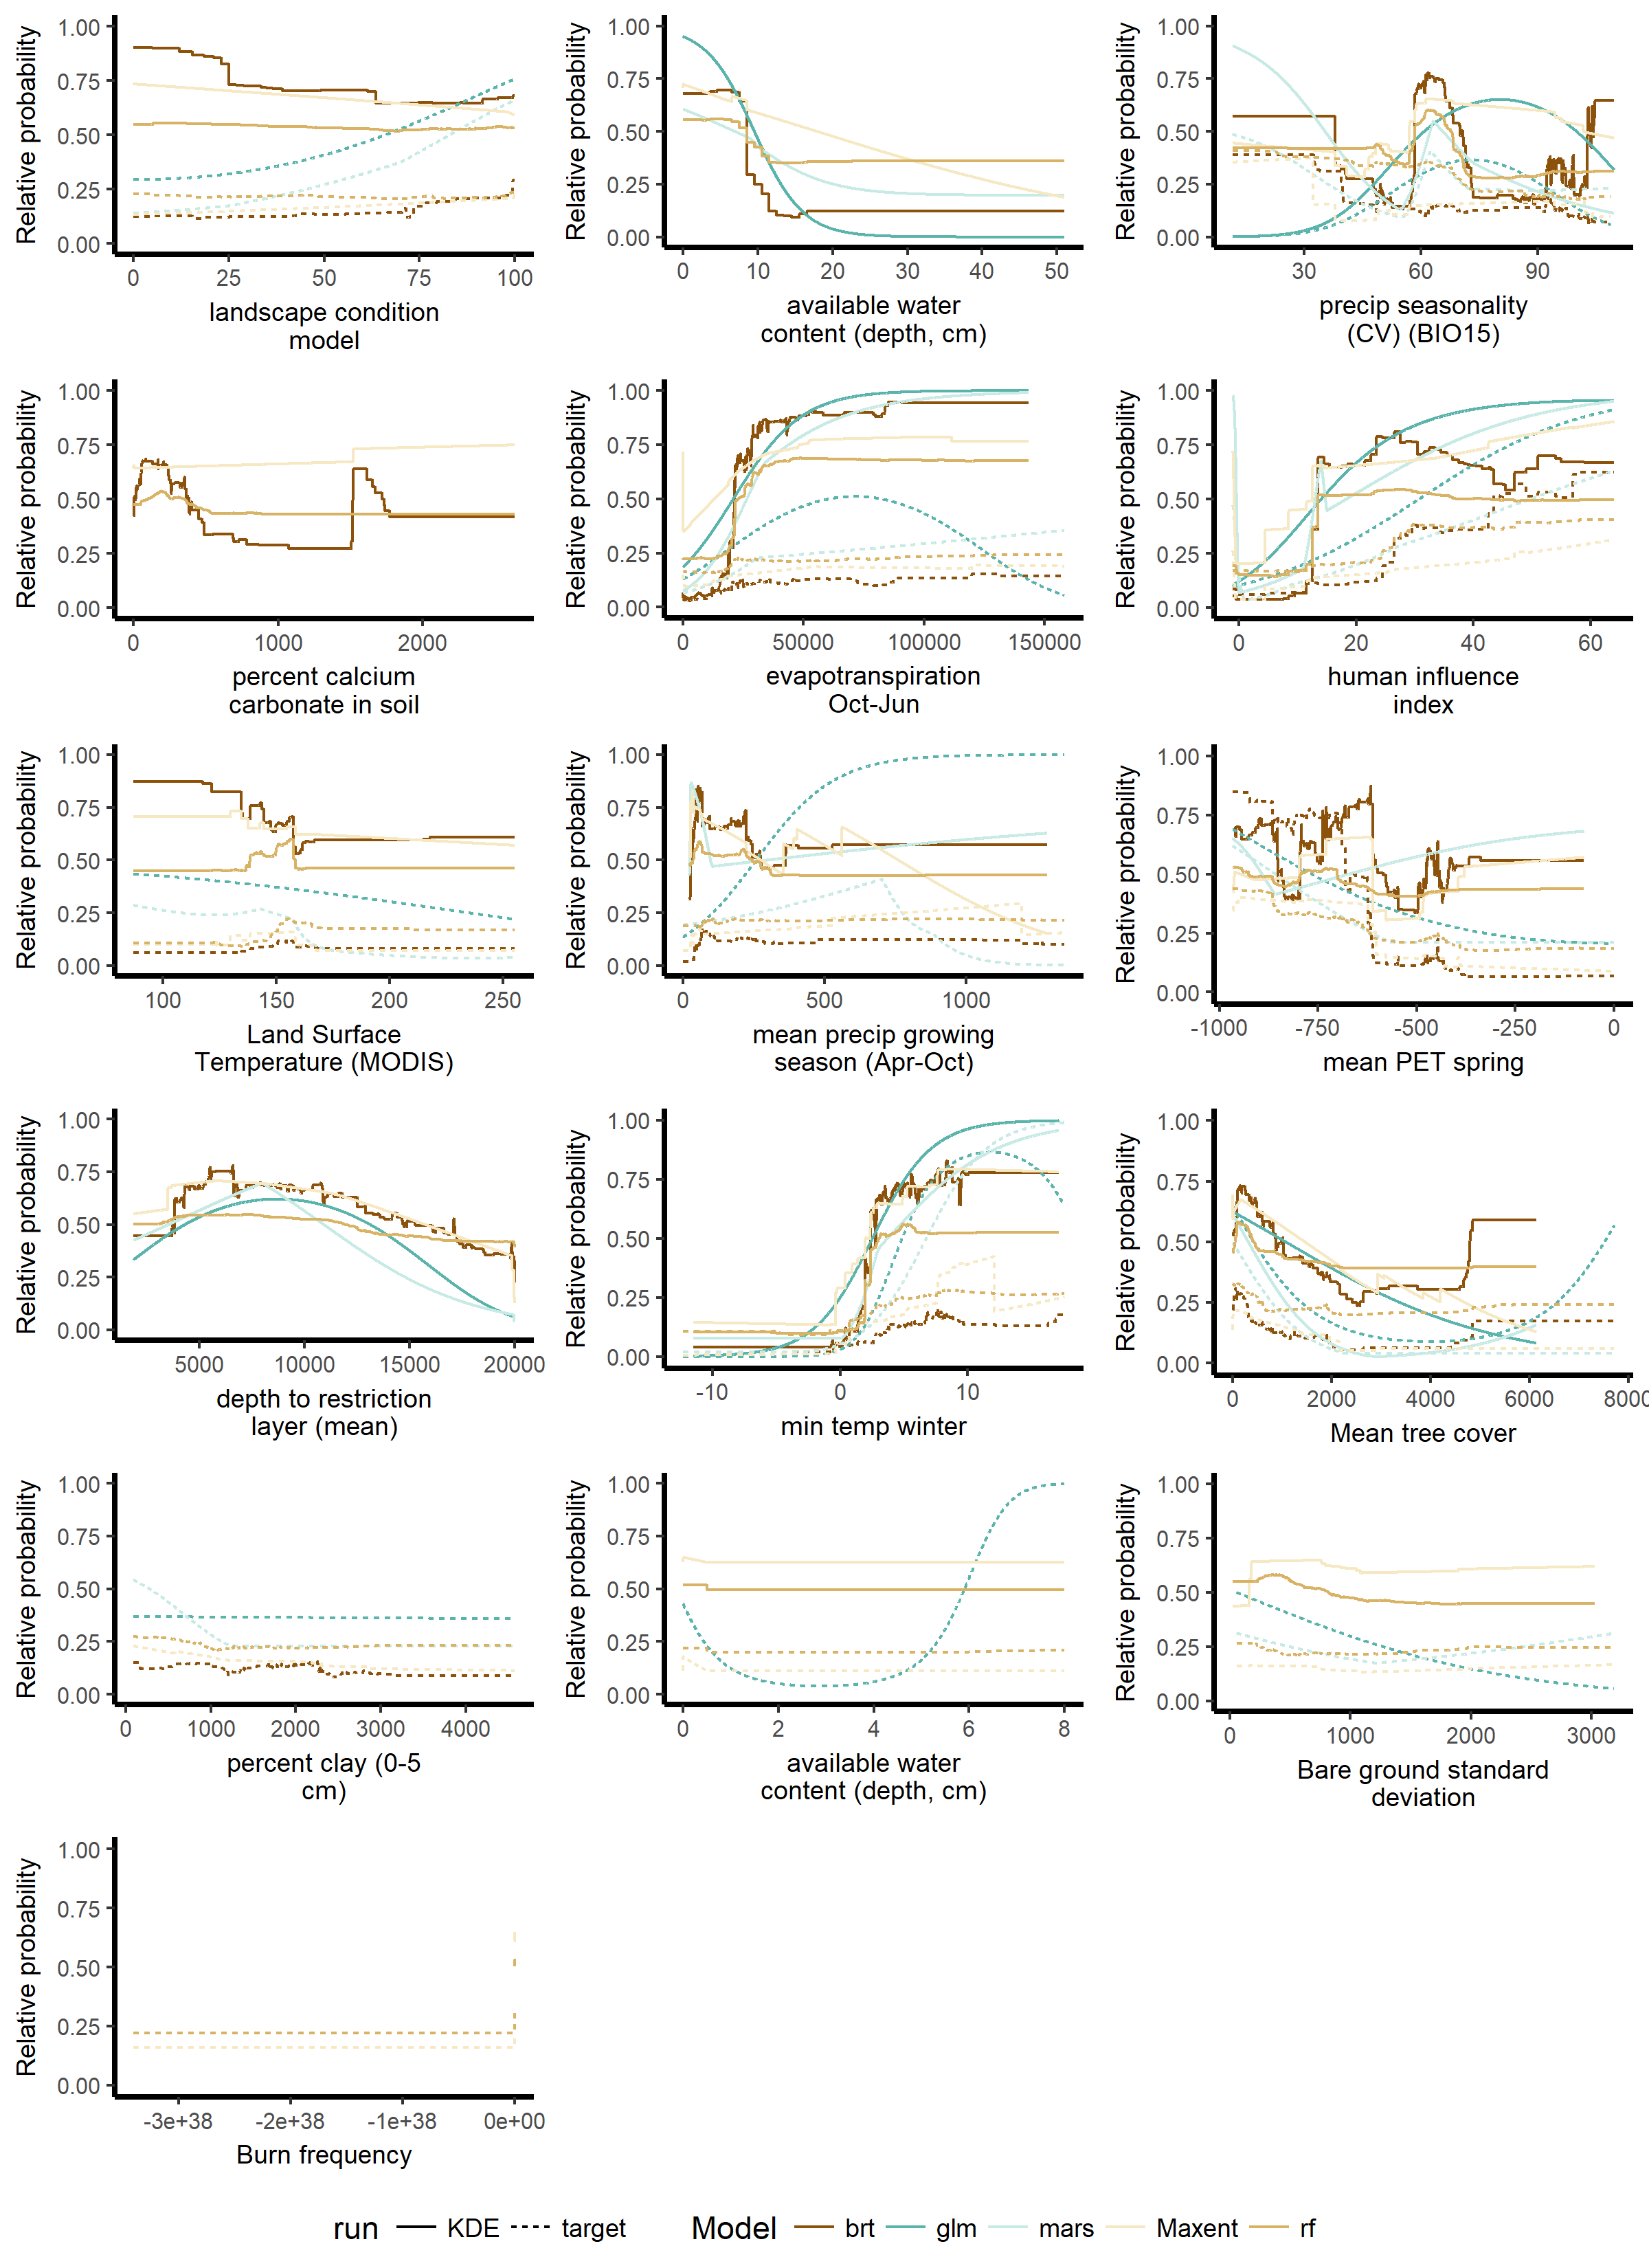 Relative probability
1.00
0.75
0.50
0.25
0.00
0 25 50 75 100
landscape condition
model
Relative probability
1.00
0.75
0.50
0.25
0.00
0 10 20 30 40 50
available water
content (depth, cm)
Relative probability
1.00
0.75
0.50
0.25
0.00
30 60 90
precip seasonality
(CV) (BIO15)
Relative probability
1.00
0.75
0.50
0.25
0.00
0 1000 2000
percent calcium
carbonate in soil
Relative probability
1.00
0.75
0.50
0.25
0.00
0 50000 100000 150000
evapotranspiration
Oct-Jun
Relative probability
1.00
0.75
0.50
0.25
0.00
0 20 40 60
human influence
index
Relative probability
1.00
0.75
0.50
0.25
0.00
100 150 200 250
Land Surface
Temperature (MODIS)
Relative probability
1.00
0.75
0.50
0.25
0.00
0 500 1000
mean precip growing
season (Apr-Oct)
Relative probability
1.00
0.75
0.50
0.25
0.00
-1000 -750 -500 -250 0
mean PET spring
Relative probability
1.00
0.75
0.50
0.25
0.00
5000 10000 15000 20000
depth to restriction
layer (mean)
Relative probability
1.00
0.75
0.50
0.25
0.00
-10 0 10
min temp winter
Relative probability
1.00
0.75
0.50
0.25
0.00
0 2000 4000 6000 8000
Mean tree cover
Relative probability
1.00
0.75
0.50
0.25
0.00
0 1000 2000 3000 4000
percent clay (0-5
cm)
Relative probability
1.00
0.75
0.50
0.25
0.00
0 2 4 6 8
available water
content (depth, cm)
Relative probability
1.00
0.75
0.50
0.25
0.00
0 1000 2000 3000
Bare ground standard
deviation
Relative probability
1.00
0.75
0.50
0.25
0.00
-3e+38 -2e+38 -1e+38 0e+00
Burn frequency
run KDE target Model brt glm mars Maxent rf